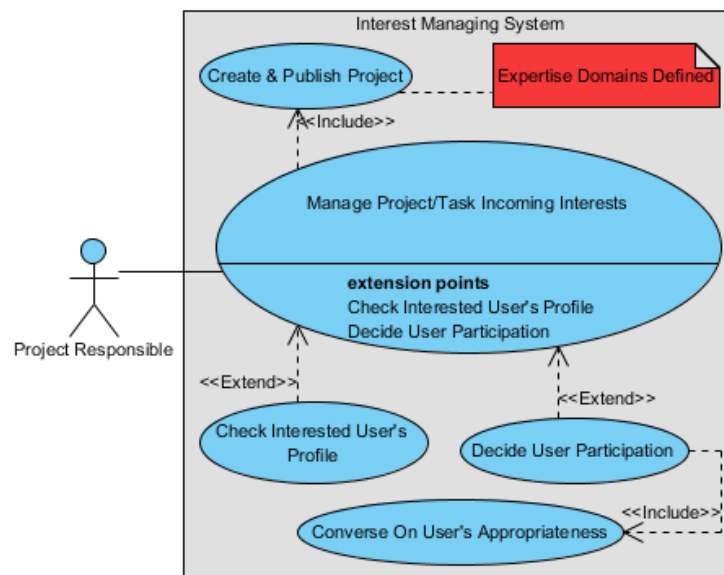 Interest Managing System
Create & Publish Project
Expertise Domains Defined
<<Include>>
Manage Project/Task Incoming Interests
extension points
Check Interested User's Profile
Decide User Participation
Project Responsible
<<Extend>>
<<Extend>>
Check Interested User's
Profile
Decide User Participation
<<Include>>
Converse On User's Appropriateness